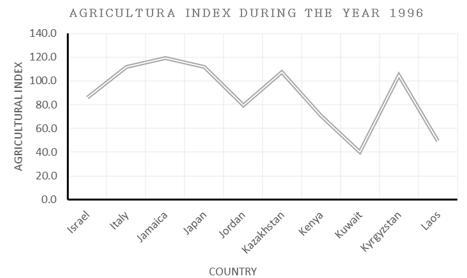 AGRICULTURA INDEX DURING THE YEAR 1996
AGRICULTURAL INDEX
140.0
120.0
100.0
80.0
60.0
40.0
20.0
0.0
Israel
Italy
Jamaica
Japan
Jordan
Kazakhstan
Kenya
Kuwait
Kyrgyzstan
Laos
COUNTRY